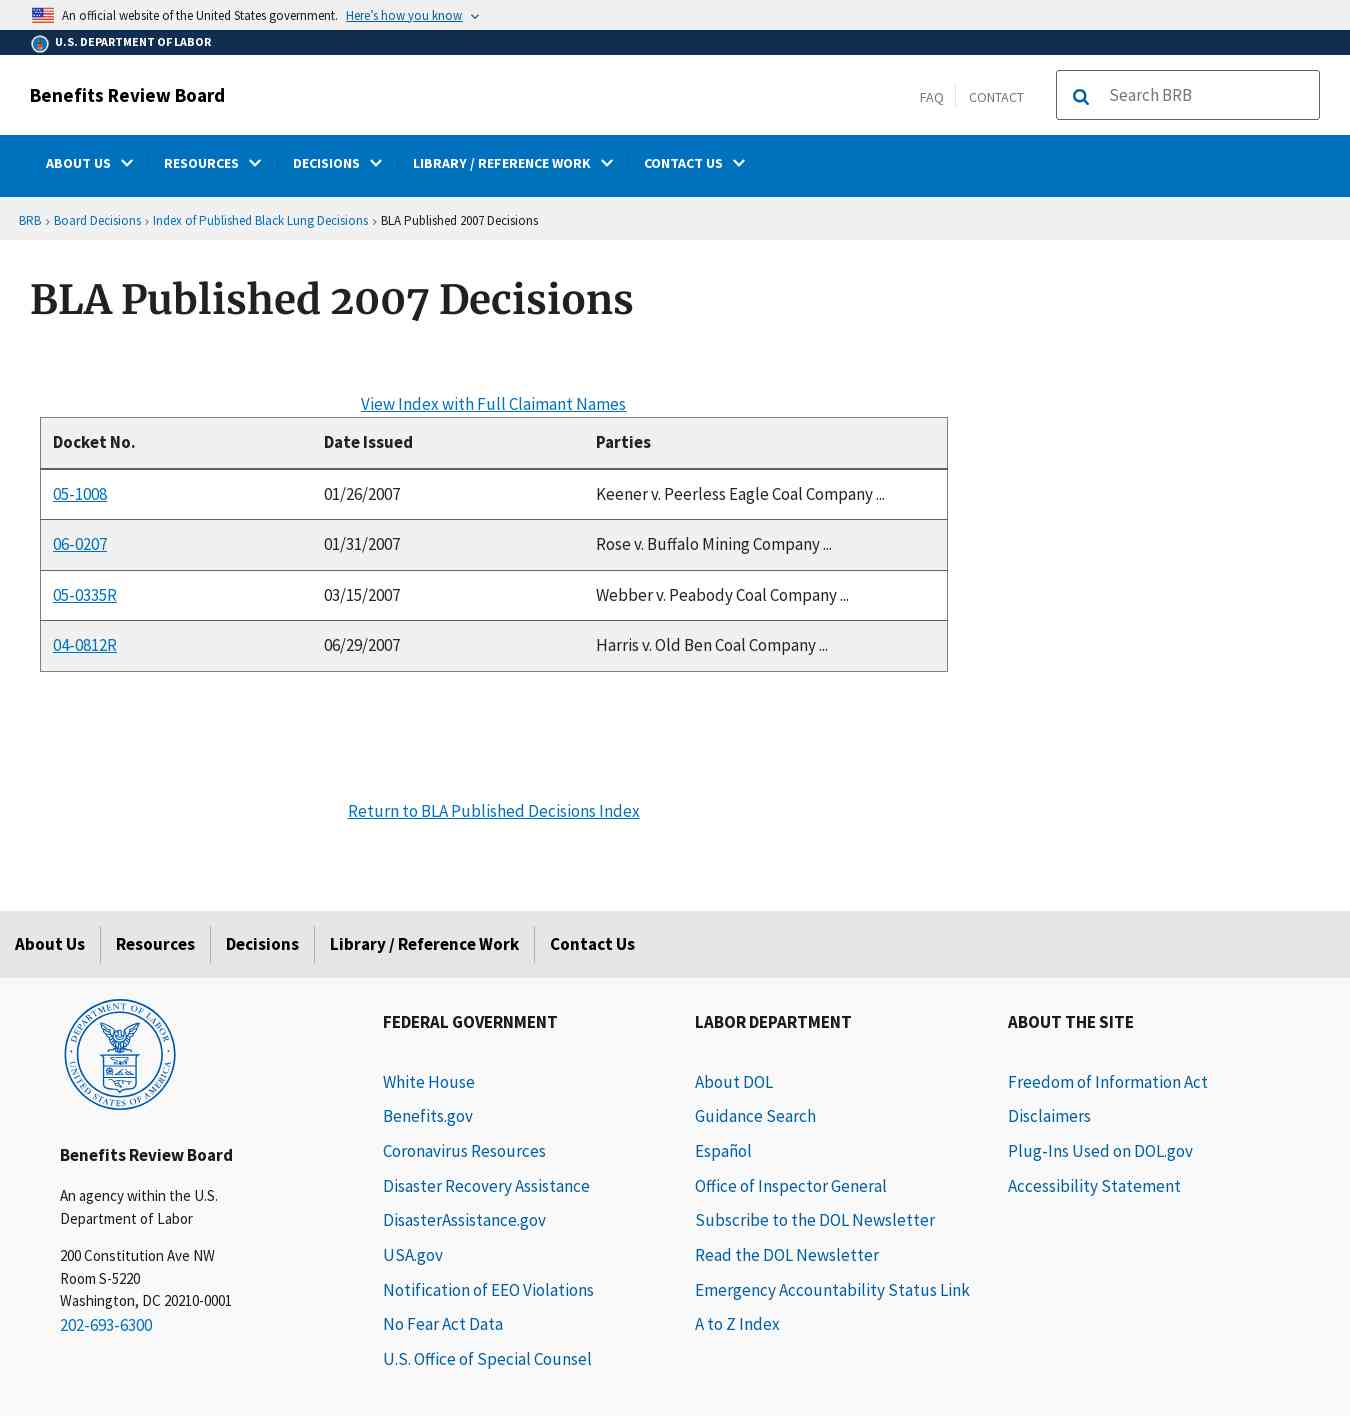 An official website of the United States government. Here's how you know
U.S. DEPARTMENT OF LABOR
Benefits Review Board
FAQ
CONTACT
Search BRB
ABOUT US
RESOURCES
DECISIONS
LIBRARY / REFERENCE WORK
CONTACT US
BRB › Board Decisions › Index of Published Black Lung Decisions › BLA Published 2007 Decisions
BLA Published 2007 Decisions
View Index with Full Claimant Names
Docket No. Date Issued Parties
05-1008 01/26/2007 Keener v. Peerless Eagle Coal Company ...
06-0207 01/31/2007 Rose v. Buffalo Mining Company ...
05-0335R 03/15/2007 Webber v. Peabody Coal Company ...
04-0812R 06/29/2007 Harris v. Old Ben Coal Company ...
Return to BLA Published Decisions Index
About Us
Resources
Decisions
Library / Reference Work
Contact Us
DEPARTMENT OF LABOR
UNITED STATES OF AMERICA
Benefits Review Board
An agency within the U.S.
Department of Labor
200 Constitution Ave NW
Room S-5220
Washington, DC 20210-0001
202-693-6300
FEDERAL GOVERNMENT
White House
Benefits.gov
Coronavirus Resources
Disaster Recovery Assistance
DisasterAssistance.gov
USA.gov
Notification of EEO Violations
No Fear Act Data
U.S. Office of Special Counsel
LABOR DEPARTMENT
About DOL
Guidance Search
Español
Office of Inspector General
Subscribe to the DOL Newsletter
Read the DOL Newsletter
Emergency Accountability Status Link
A to Z Index
ABOUT THE SITE
Freedom of Information Act
Disclaimers
Plug-Ins Used on DOL.gov
Accessibility Statement